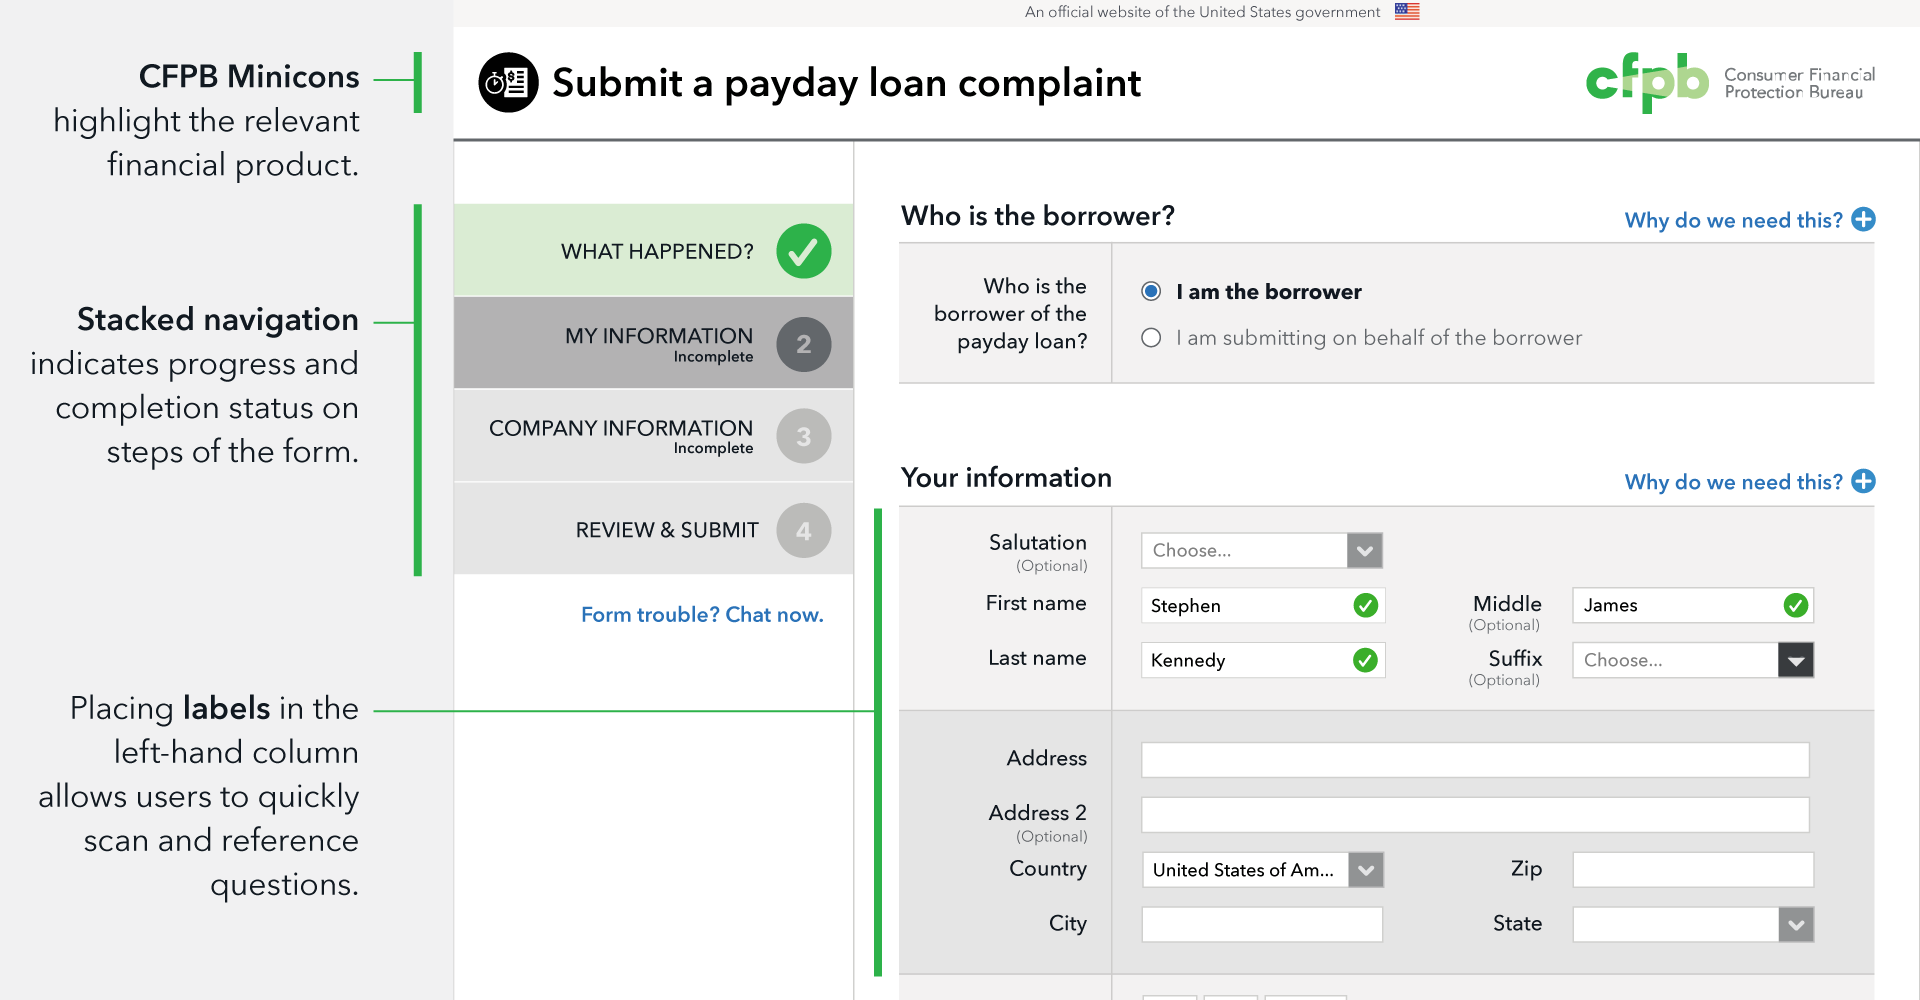 An official website of the United States government
CFPB Minicons
highlight the relevant
financial product.
Stacked navigation
indicates progress and
completion status on
steps of the form.
Placing labels in the
left-hand column
allows users to quickly
scan and reference
questions.
Submit a payday loan complaint
cfpb
Consumer Financial
Protection Bureau
WHAT HAPPENED?
MY INFORMATION
Incomplete
2
COMPANY INFORMATION
Incomplete
3
REVIEW & SUBMIT
4
Form trouble? Chat now.
Who is the borrower?
Why do we need this?
Who is the
borrower of the
payday loan?
I am the borrower
I am submitting on behalf of the borrower
Your information
Why do we need this?
Salutation
(Optional)
Choose...
First name
Stephen
Middle
(Optional)
James
Last name
Kennedy
Suffix
(Optional)
Choose...
Address
Address 2
(Optional)
Country
United States of Am...
Zip
City
State